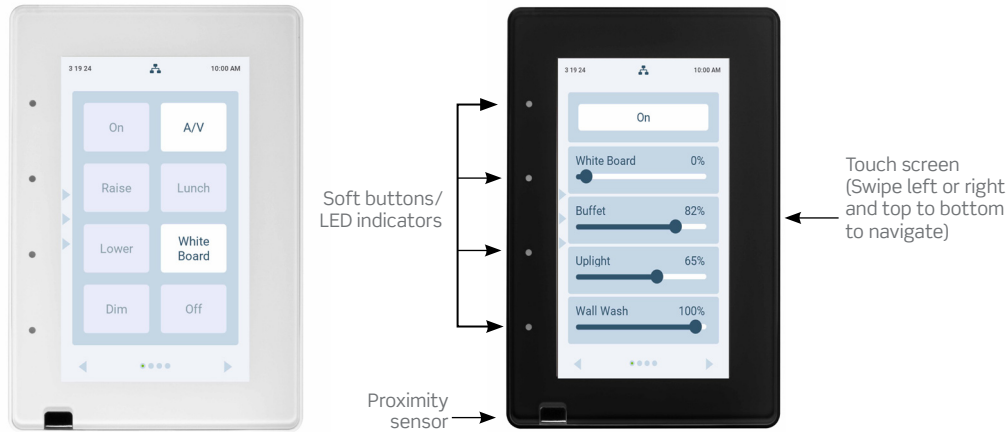 3 19 24
10:00 AM
On
A/V
Raise
Lunch
Lower
White
Board
Dim
Off
Soft buttons/
LED indicators
Proximity
sensor
3 19 24
10:00 AM
On
White Board 0%
Buffet 82%
Uplight 65%
Wall Wash 100%
Touch screen
(Swipe left or right
and top to bottom
to navigate)